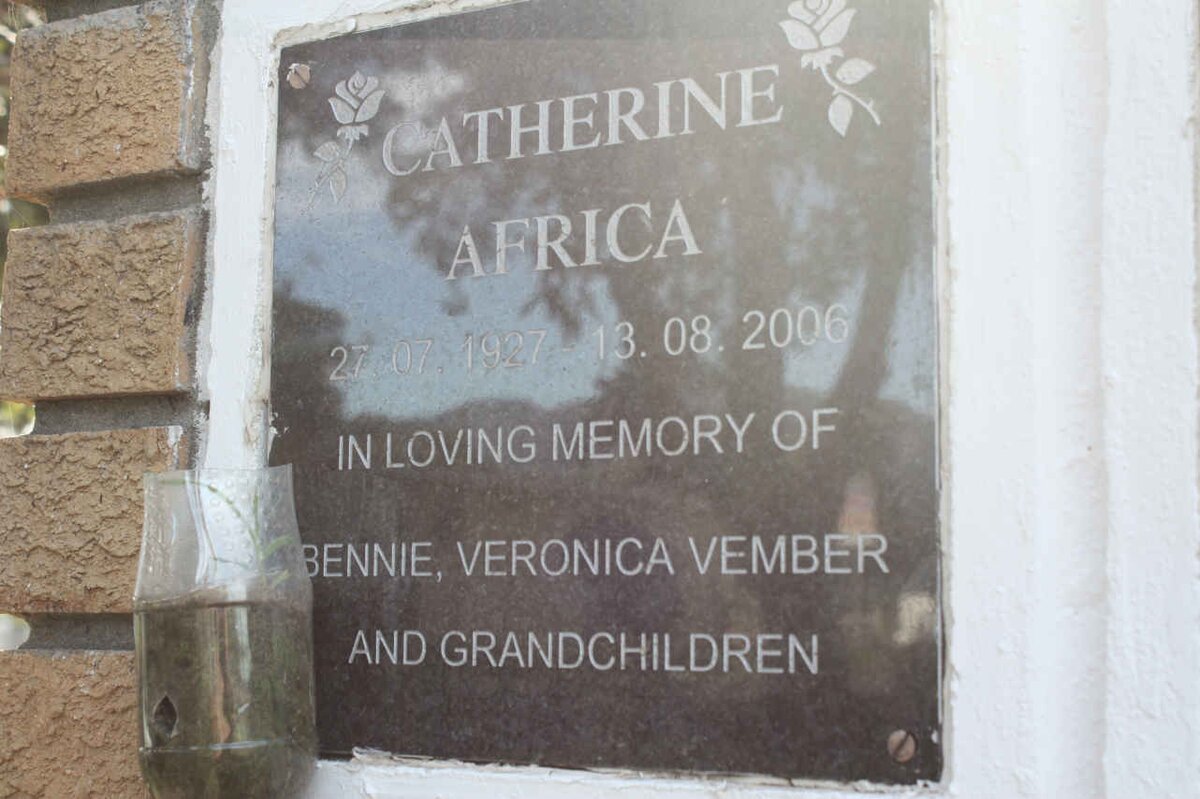 CATHERINE
AFRICA
27. 07. 1927 - 13. 08. 2006
IN LOVING MEMORY OF
BENNIE, VERONICA VEMBER
AND GRANDCHILDREN